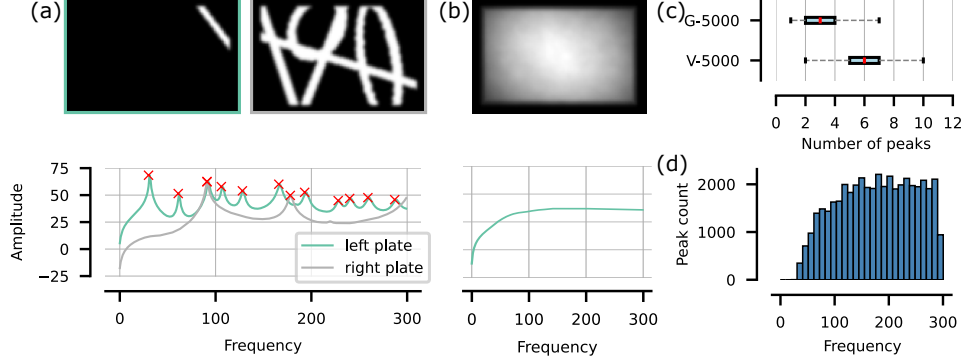 (a)
(b)
(c)
G-5000
V-5000
0 2 4 6 8 10 12
Number of peaks
75
50
25
0
−25
Amplitude
left plate
right plate
0 100 200 300
Frequency
0 100 200 300
Frequency
(d)
2000
1000
0
Peak count
0 100 200 300
Frequency